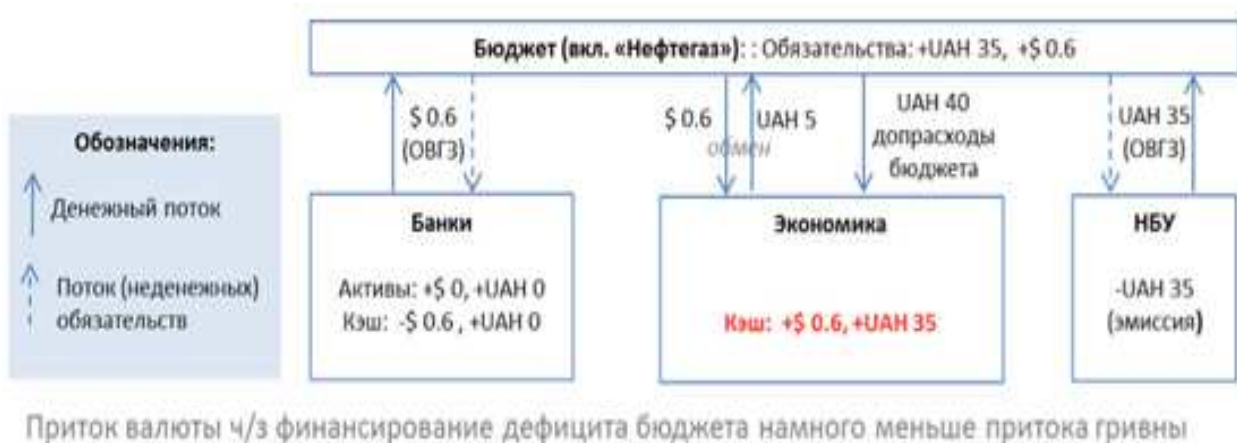 Бюджет (вкл. «Нефтегаз»): : Обязательства: +UAH 35, +$ 0.6
Обозначения:
Денежный поток
Поток (неденежных)
обязательств
$ 0.6
(ОВГЗ)
$ 0.6
UAH 5
обмен
UAH 40
допрасходы
бюджета
UAH 35
(ОВГЗ)
Банки
Активы: +$ 0, +UAH 0
Кэш: -$ 0.6 , +UAH 0
Экономика
Кэш: +$ 0.6, +UAH 35
НБУ
-UAH 35
(эмиссия)
Приток валюты ч/з финансирование дефицита бюджета намного меньше притока гривны